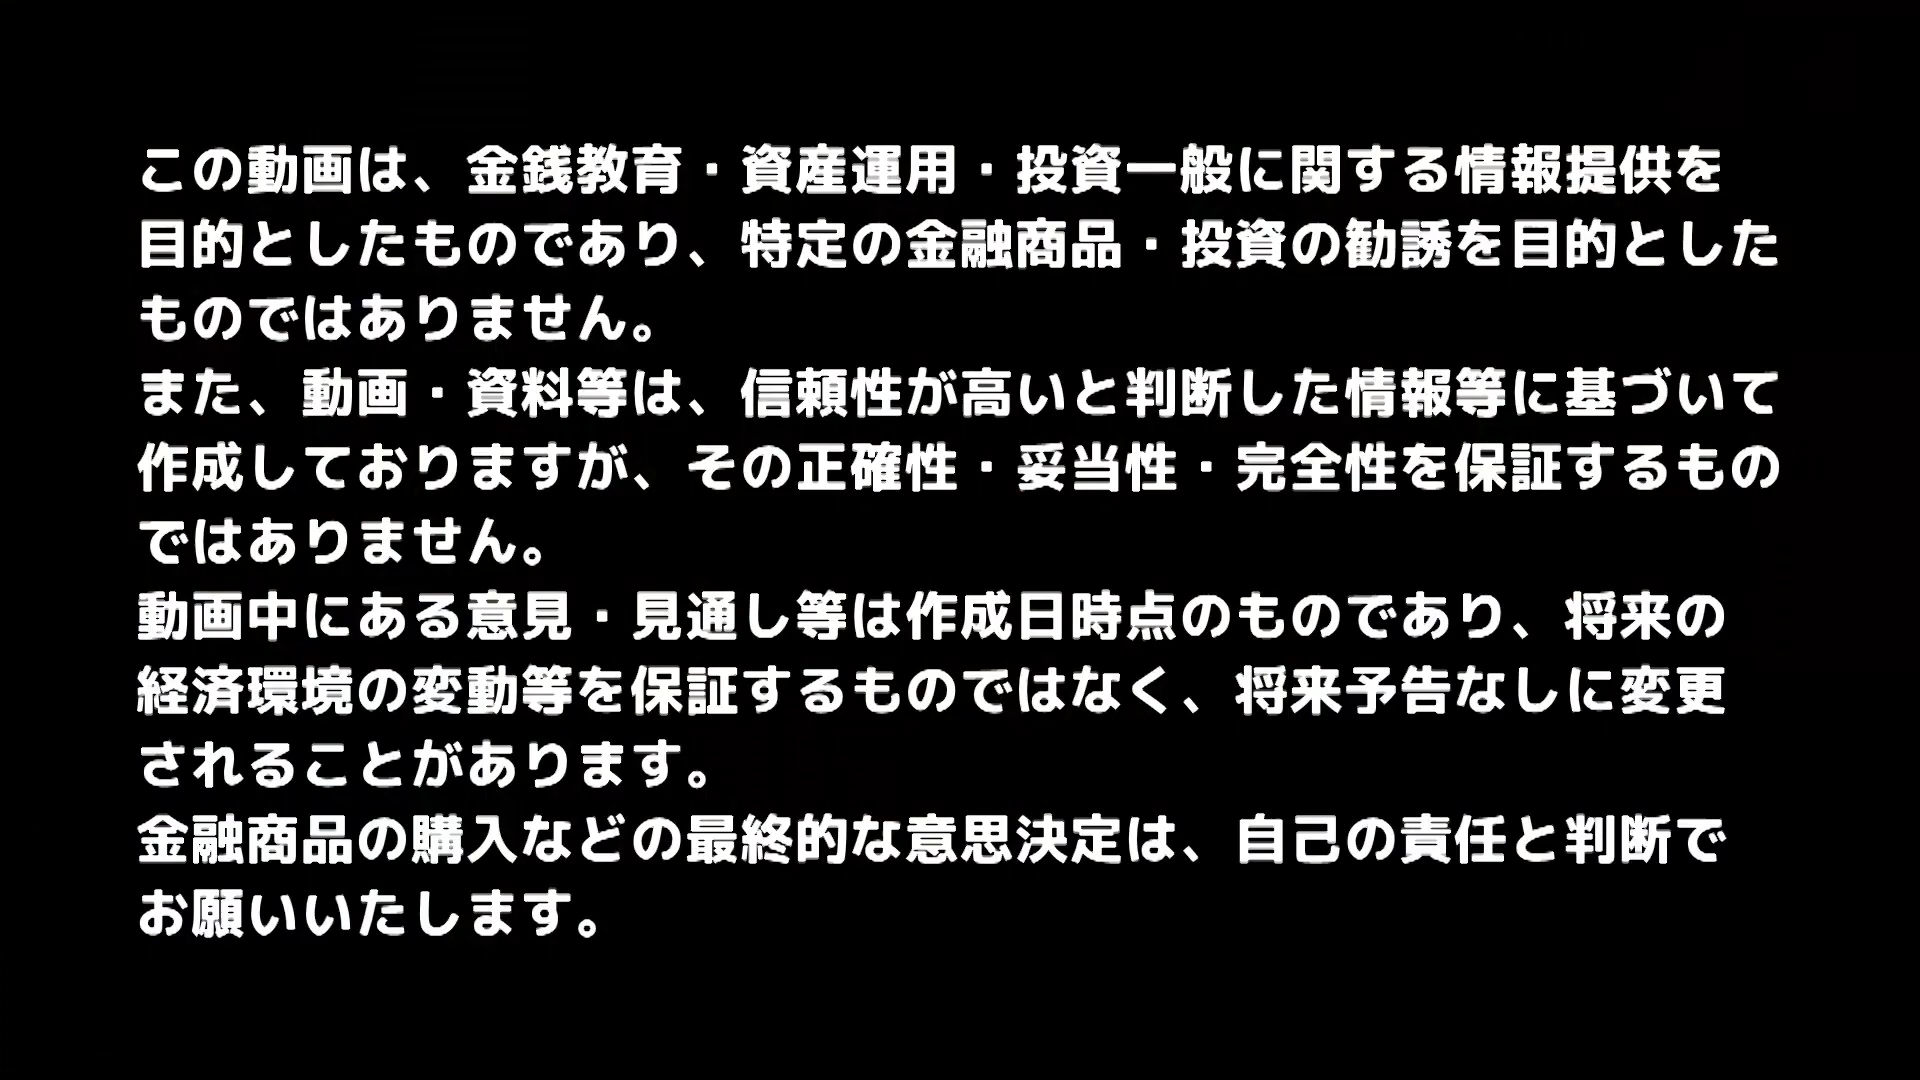 この動画は、金銭教育・資産運用・投資一般に関する情報提供を
目的としたものであり、特定の金融商品・投資の勧誘を目的とした
ものではありません。
また、動画・資料等は、信頼性が高いと判断した情報等に基づいて
作成しておりますが、その正確性・妥当性・完全性を保証するもの
ではありません。
動画中にある意見・見通し等は作成日時点のものであり、将来の
経済環境の変動等を保証するものではなく、将来予告なしに変更
されることがあります。
金融商品の購入などの最終的な意思決定は、自己の責任と判断で
お願いいたします。